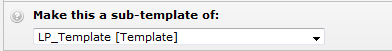 Make this a sub-template of:
LP_Template [Template]